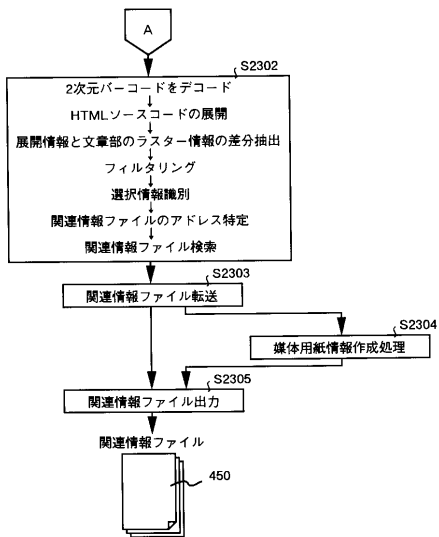 A
S2302
2次元バーコードをデコード
HTMLソースコードの展開
展開情報と文章部のラスター情報の差分抽出
フィルタリング
選択情報識別
関連情報ファイルのアドレス特定
関連情報ファイル検索
S2303
関連情報ファイル転送
S2304
媒体用紙情報作成処理
S2305
関連情報ファイル出力
関連情報ファイル
450